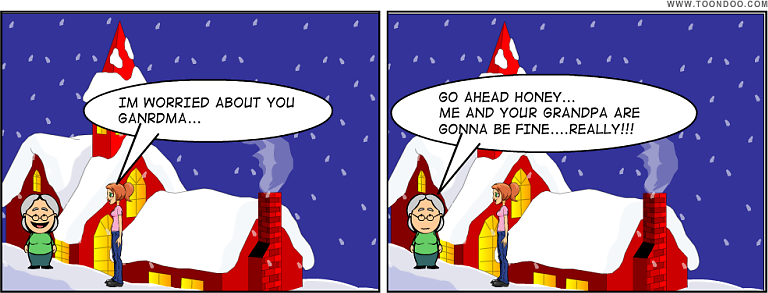 WWW.TOONDOO.COM
IM WORRIED ABOUT YOU
GANRDMA...
GO AHEAD HONEY...
ME AND YOUR GRANDPA ARE
GONNA BE FINE....REALLY!!!